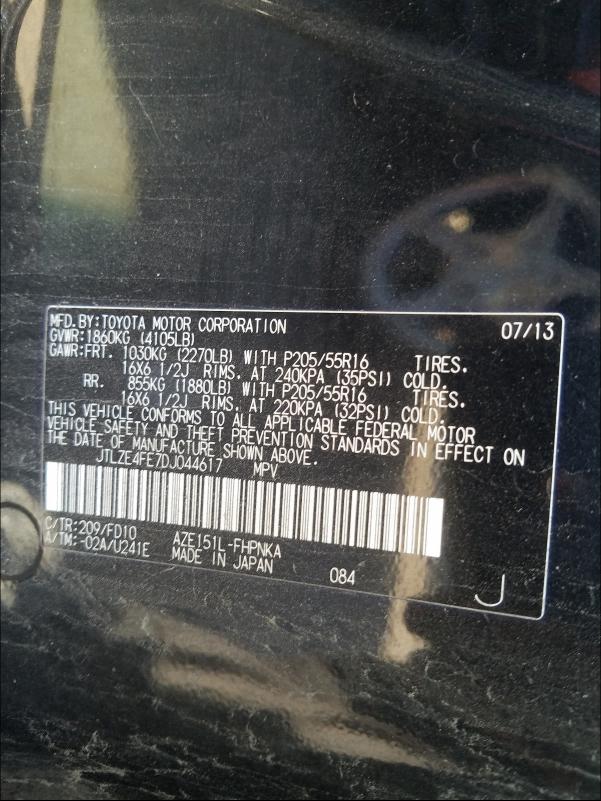 MFD.BY:TOYOTA MOTOR CORPORATION 07/13
GVWR:1860KG (4105LB)
GAWR:FRT. 1030KG (2270LB) WITH P205/55R16 TIRES.
16X6 1/2J RIMS. AT 240KPA (35PSI) COLD.
RR. 855KG (1880LB) WITH P205/55R16 TIRES.
16X6 1/2J RIMS. AT 220KPA (32PSI) COLD.
THIS VEHICLE CONFORMS TO ALL APPLICABLE FEDERAL MOTOR
VEHICLE SAFETY AND THEFT PREVENTION STANDARDS IN EFFECT ON
THE DATE OF MANUFACTURE SHOWN ABOVE.
JTLZE4FE7DJ044617 MPV
C/TR:209/FD10 AZE151L-FHPNKA
A/TM:-02A/U241E MADE IN JAPAN 084
J